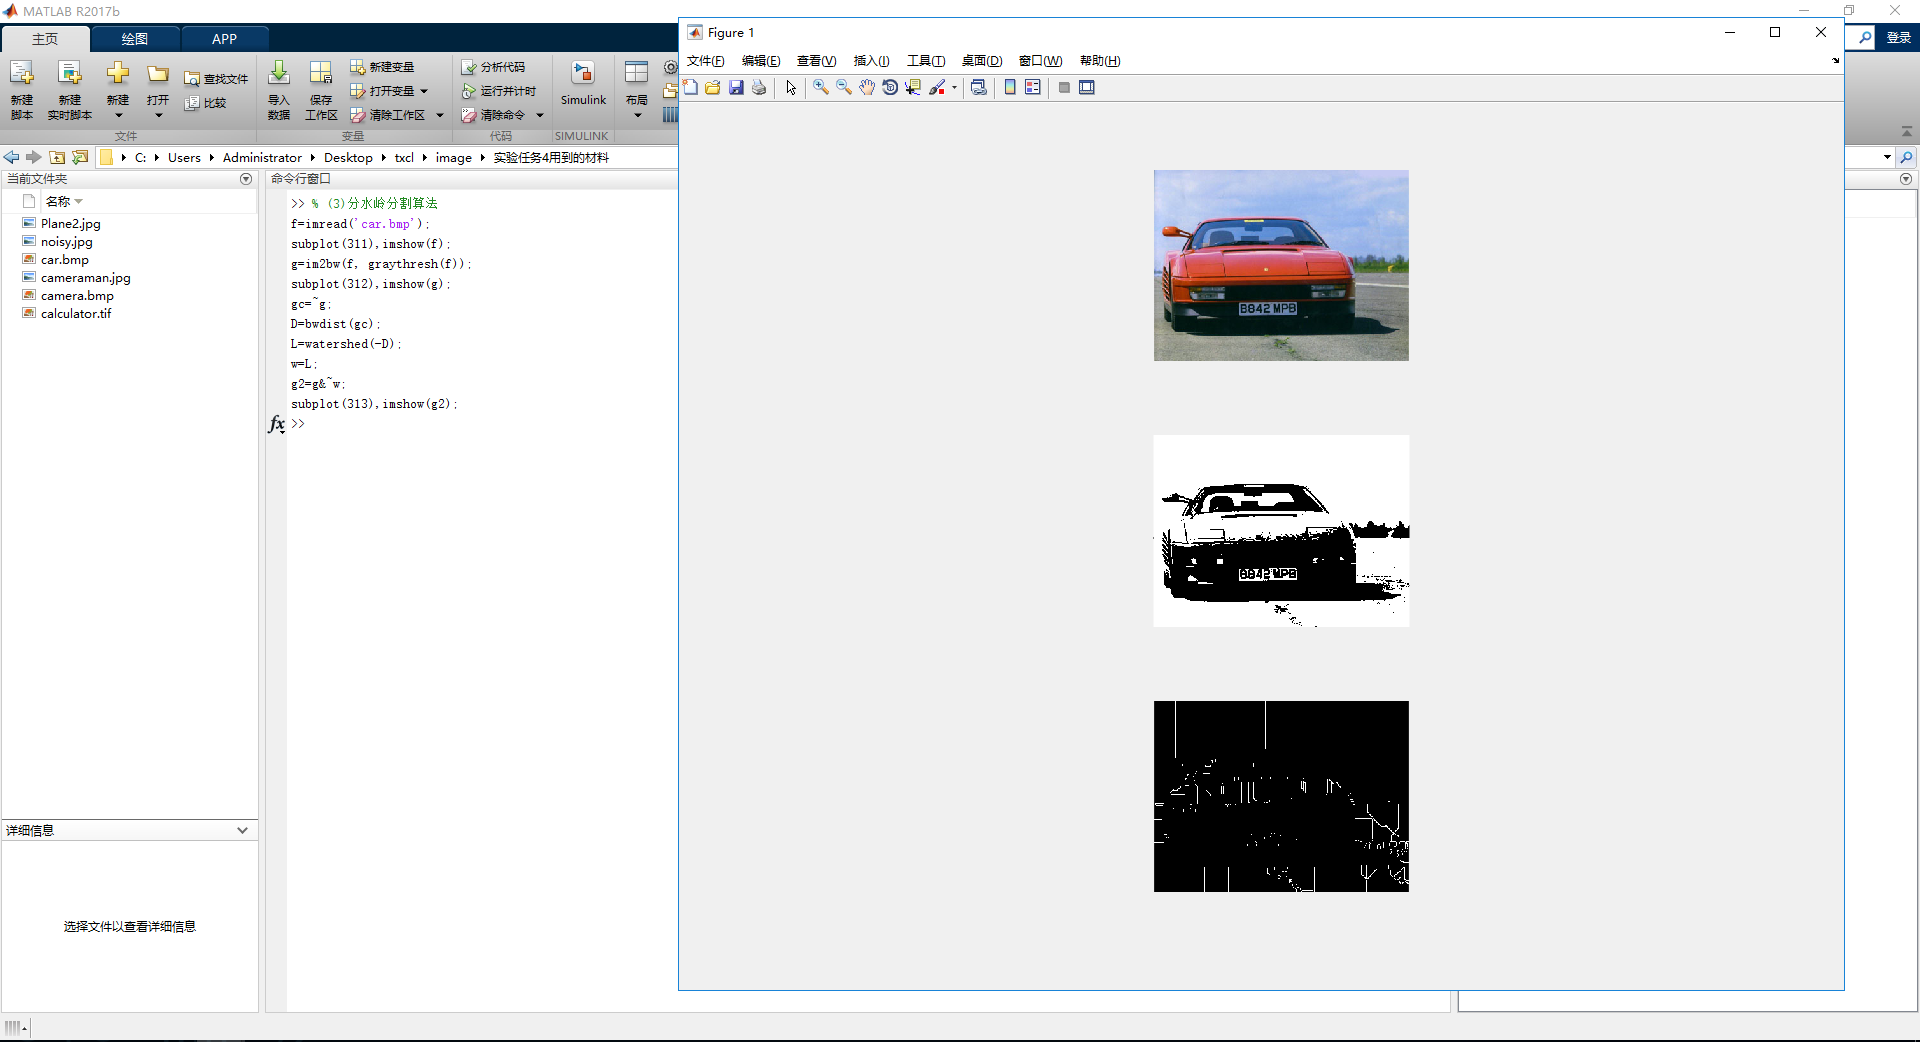 MATLAB R2017b
主页
绘图
APP
登录
新建
脚本
新建
实时脚本
新建
打开
查找文件
比较
文件
导入
数据
保存
工作区
新建变量
打开变量
清除工作区
变量
分析代码
运行并计时
清除命令
代码
Simulink
SIMULINK
布局
C: Users Administrator Desktop txcl image 实验任务4用到的材料
当前文件夹
名称
Plane2.jpg
noisy.jpg
car.bmp
cameraman.jpg
camera.bmp
calculator.tif
详细信息
选择文件以查看详细信息
命令行窗口
>> % (3)分水岭分割算法
f=imread('car.bmp');
subplot(311),imshow(f);
g=im2bw(f, graythresh(f));
subplot(312),imshow(g);
gc=~g;
D=bwdist(gc);
L=watershed(-D);
w=L;
g2=g&~w;
subplot(313),imshow(g2);
fx >>
Figure 1
文件(F) 编辑(E) 查看(V) 插入(I) 工具(T) 桌面(D) 窗口(W) 帮助(H)
B842 MPB
B842 MPB